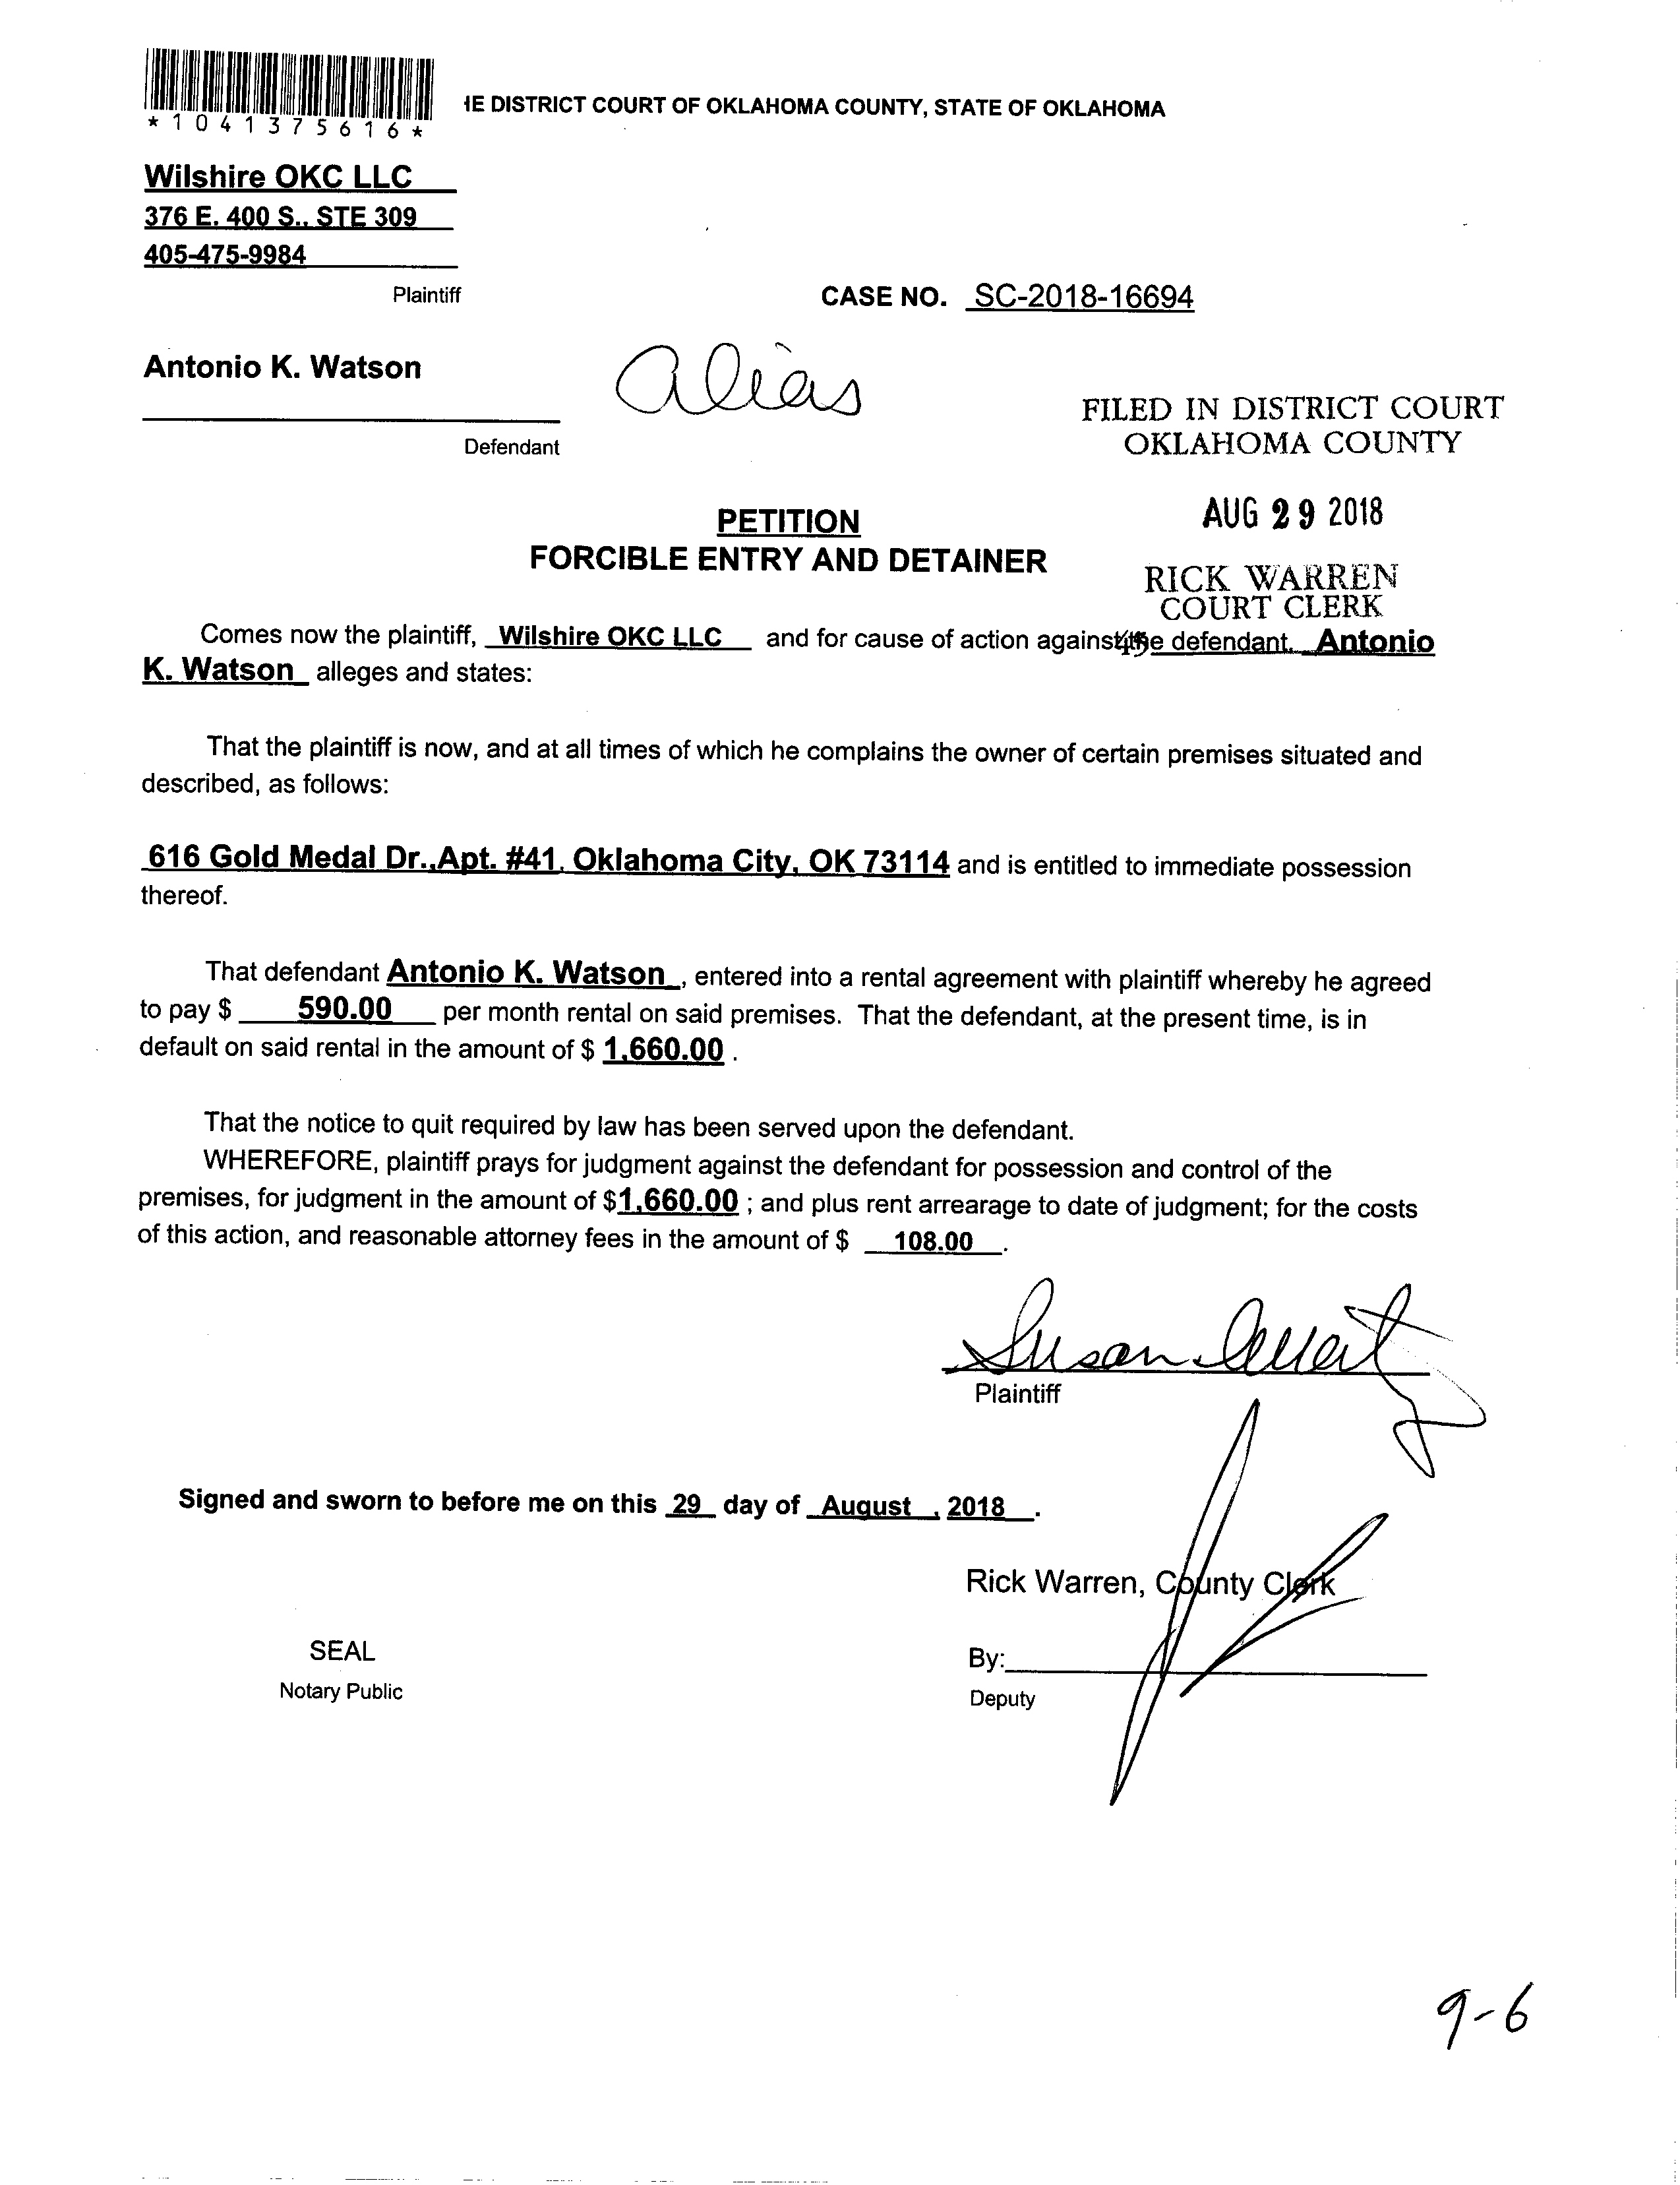 *1041375616*
IE DISTRICT COURT OF OKLAHOMA COUNTY, STATE OF OKLAHOMA
Wilshire OKC LLC
376 E. 400 S., STE 309
405-475-9984
Plaintiff
CASE NO. SC-2018-16694
Antonio K. Watson
alias
Defendant
FILED IN DISTRICT COURT
OKLAHOMA COUNTY
AUG 29 2018
PETITION
FORCIBLE ENTRY AND DETAINER
RICK WARREN
COURT CLERK
Comes now the plaintiff, Wilshire OKC LLC and for cause of action against the defendant, Antonio
K. Watson alleges and states:
That the plaintiff is now, and at all times of which he complains the owner of certain premises situated and
described, as follows:
616 Gold Medal Dr.,Apt. #41, Oklahoma City, OK 73114 and is entitled to immediate possession
thereof.
That defendant Antonio K. Watson , entered into a rental agreement with plaintiff whereby he agreed
to pay $ 590.00 per month rental on said premises. That the defendant, at the present time, is in
default on said rental in the amount of $ 1,660.00 .
That the notice to quit required by law has been served upon the defendant.
WHEREFORE, plaintiff prays for judgment against the defendant for possession and control of the
premises, for judgment in the amount of $1,660.00 ; and plus rent arrearage to date of judgment; for the costs
of this action, and reasonable attorney fees in the amount of $ 108.00 .
Susan
Plaintiff
Signed and sworn to before me on this 29 day of August , 2018 .
Rick Warren, County Clerk
SEAL
By:
Notary Public
Deputy
9-6